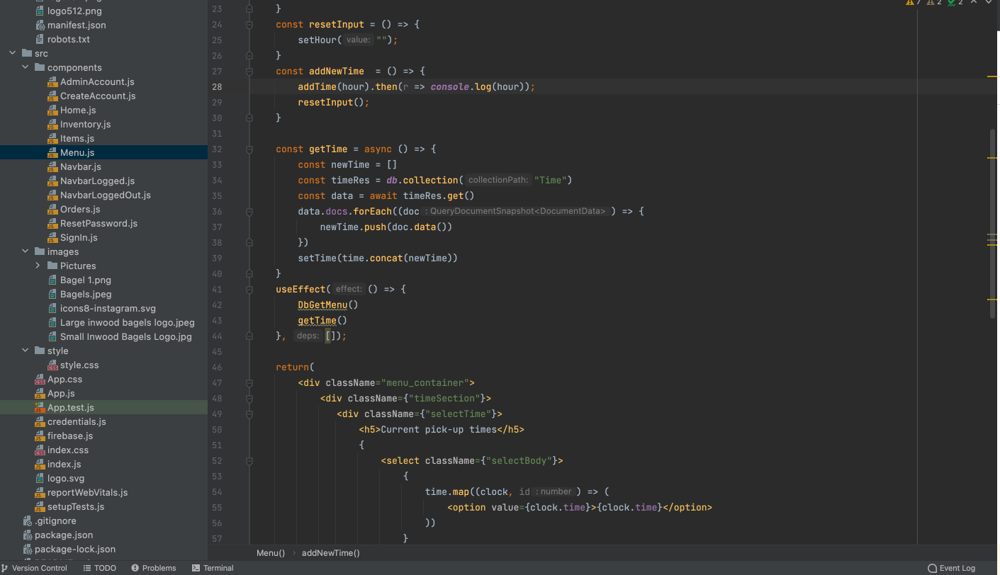 logo512.png
manifest.json
robots.txt
src
components
AdminAccount.js
CreateAccount.js
Home.js
Inventory.js
Items.js
Menu.js
Navbar.js
NavbarLogged.js
NavbarLoggedOut.js
Orders.js
ResetPassword.js
SignIn.js
images
Pictures
Bagel 1.png
Bagels.jpeg
icons8-instagram.svg
Large inwood bagels logo.jpeg
Small Inwood Bagels Logo.jpg
style
style.css
App.css
App.js
App.test.js
credentials.js
firebase.js
index.css
index.js
logo.svg
reportWebVitals.js
setupTests.js
.gitignore
package.json
package-lock.json
7 2 2
23 }
24 const resetInput = () => {
25 setHour( value: "");
26 }
27 const addNewTime  = () => {
28 addTime(hour).then(r => console.log(hour));
29 resetInput();
30 }
31
32 const getTime = async () => {
33 const newTime = []
34 const timeRes = db.collection( collectionPath: "Time")
35 const data = await timeRes.get()
36 data.docs.forEach((doc : QueryDocumentSnapshot<DocumentData> ) => {
37 newTime.push(doc.data())
38 })
39 setTime(time.concat(newTime))
40 }
41 useEffect( effect: () => {
42 DbGetMenu()
43 getTime()
44 }, deps: []);
45
46 return(
47 <div className="menu_container">
48 <div className={"timeSection"}>
49 <div className={"selectTime"}>
50 <h5>Current pick-up times</h5>
51 {
52 <select className={"selectBody"}>
53 {
54 time.map((clock, id : number ) => (
55 <option value={clock.time}>{clock.time}</option>
56 ))
57 }
Menu() › addNewTime()
Version Control TODO Problems Terminal Event Log